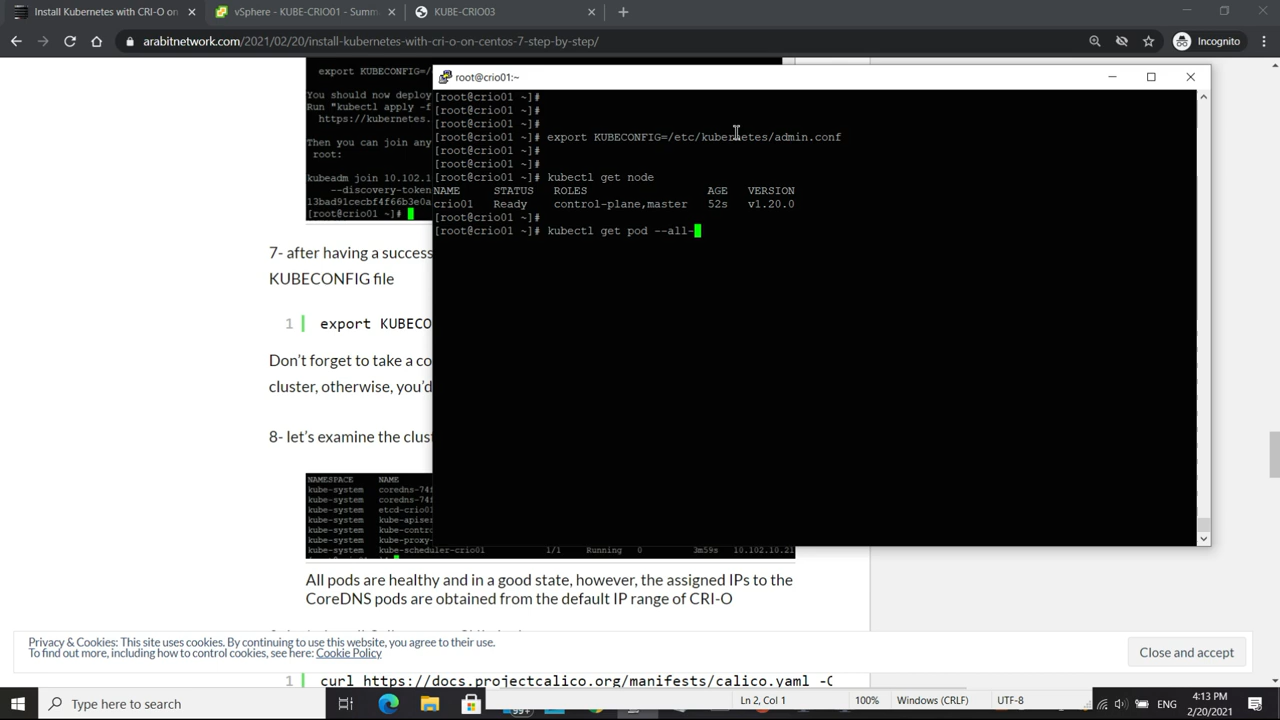 Install Kubernetes with CRI-O on
vSphere - KUBE-CRIO01 - Summ
KUBE-CRIO03
arabitnetwork.com/2021/02/20/install-kubernetes-with-cri-o-on-centos-7-step-by-step/
Incognito
export KUBECONFIG=/
You should now deploy
Run "kubectl apply -f
https://kubernetes.
Then you can join any
root:
kubeadm join 10.102.1
--discovery-token
13bad91cecbf4f66b3e0a
[root@crio01 ~]#
7- after having a success
KUBECONFIG file
1 export KUBECO
Don't forget to take a co
cluster, otherwise, you'd
8- let's examine the clust
NAMESPACE NAME
kube-system coredns-74f
kube-system coredns-74f
kube-system etcd-crio01
kube-system kube-apiser
kube-system kube-contro
kube-system kube-proxy-
kube-system kube-scheduler-crio01 1/1 Running 0 3m59s 10.102.10.21
All pods are healthy and in a good state, however, the assigned IPs to the
CoreDNS pods are obtained from the default IP range of CRI-O
root@crio01:~
[root@crio01 ~]#
[root@crio01 ~]#
[root@crio01 ~]#
[root@crio01 ~]# export KUBECONFIG=/etc/kubernetes/admin.conf
[root@crio01 ~]#
[root@crio01 ~]#
[root@crio01 ~]# kubectl get node
NAME STATUS ROLES AGE VERSION
crio01 Ready control-plane,master 52s v1.20.0
[root@crio01 ~]#
[root@crio01 ~]# kubectl get pod --all-
Privacy & Cookies: This site uses cookies. By continuing to use this website, you agree to their use.
To find out more, including how to control cookies, see here: Cookie Policy
Close and accept
1 curl https://docs.projectcalico.org/manifests/calico.yaml -O
Type here to search
99+
Ln 2, Col 1
100%
Windows (CRLF)
UTF-8
ENG
4:13 PM
2/20/2021